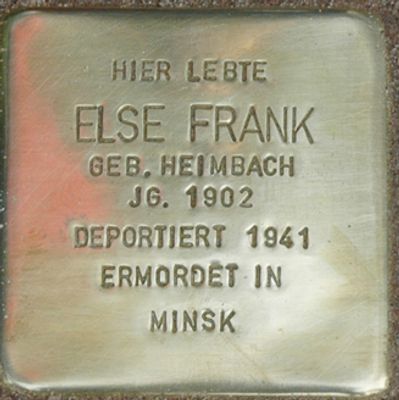 HIER LEBTE
ELSE FRANK
GEB. HEIMBACH
JG. 1902
DEPORTIERT 1941
ERMORDET IN
MINSK